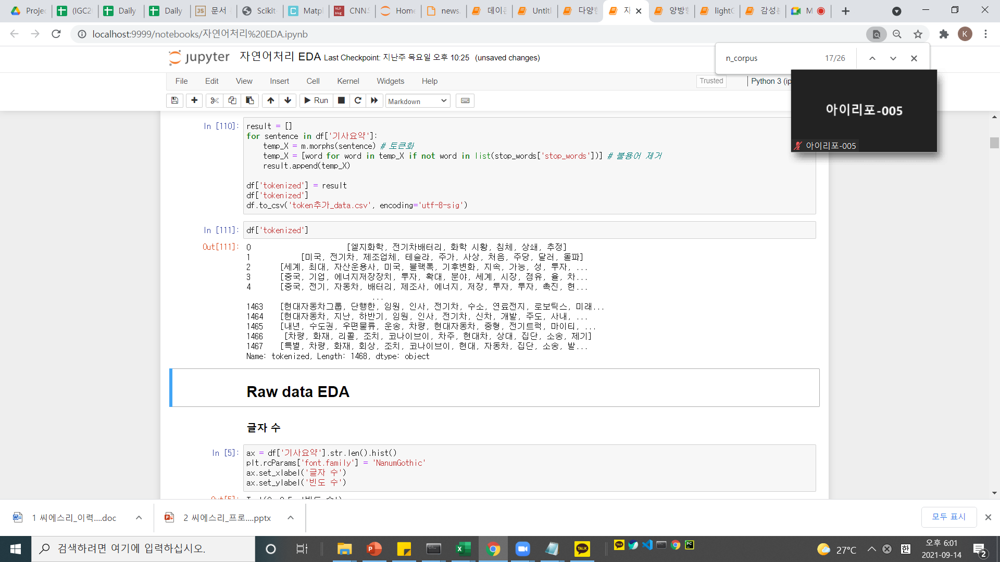 Projec
(IGC2
Daily
Daily
문서
Scikit-
Matpl
CNN
Home
news.
데이콘
Untitl
다양한
자
양방향
lightG
감성분
M
localhost:9999/notebooks/자연어처리%20EDA.ipynb
K
n_corpus 17/26
jupyter 자연어처리 EDA Last Checkpoint: 지난주 목요일 오후 10:25 (unsaved changes)
File Edit View Insert Cell Kernel Widgets Help
Trusted Python 3 (ip
Run Markdown
아이리포-005
아이리포-005
In [110]: result = []
for sentence in df['기사요약']:
temp_X = m.morphs(sentence) # 토큰화
temp_X = [word for word in temp_X if not word in list(stop_words['stop_words'])] # 불용어 제거
result.append(temp_X)
df['tokenized'] = result
df['tokenized']
df.to_csv('token추가_data.csv', encoding='utf-8-sig')
In [111]: df['tokenized']
Out[111]: 0 [엘지화학, 전기차배터리, 화학 시황, 침체, 상쇄, 추정]
1 [미국, 전기차, 제조업체, 테슬라, 주가, 사상, 처음, 주당, 달러, 돌파]
2 [세계, 최대, 자산운용사, 미국, 블랙록, 기후변화, 지속, 가능, 성, 투자, ...
3 [중국, 기업, 에너지저장장치, 투자, 확대, 분야, 세계, 시장, 점유, 율, 차...
4 [중국, 전기, 자동차, 배터리, 제조사, 에너지, 저장, 투자, 투자, 촉진, 현...
...
1463 [현대자동차그룹, 단행한, 임원, 인사, 전기차, 수소, 연료전지, 로보틱스, 미래...
1464 [현대자동차, 지난, 하반기, 임원, 인사, 전기차, 신차, 개발, 주도, 사내, ...
1465 [내년, 수도권, 우편물류, 운송, 차량, 현대자동차, 중형, 전기트럭, 마이티, ...
1466 [차량, 화재, 리콜, 조치, 코나이브이, 차주, 현대차, 상대, 집단, 소송, 제기]
1467 [특별, 차량, 화재, 회상, 조치, 코나이브이, 현대, 자동차, 집단, 소송, 발...
Name: tokenized, Length: 1468, dtype: object
Raw data EDA
글자 수
In [5]: ax = df['기사요약'].str.len().hist()
plt.rcParams['font.family'] = 'NanumGothic'
ax.set_xlabel('글자 수')
ax.set_ylabel('빈도 수')
1 씨에스리_이력....doc
2 씨에스리_프로....pptx
모두 표시
검색하려면 여기에 입력하십시오.
27°C
한
오후 6:01
2021-09-14
2